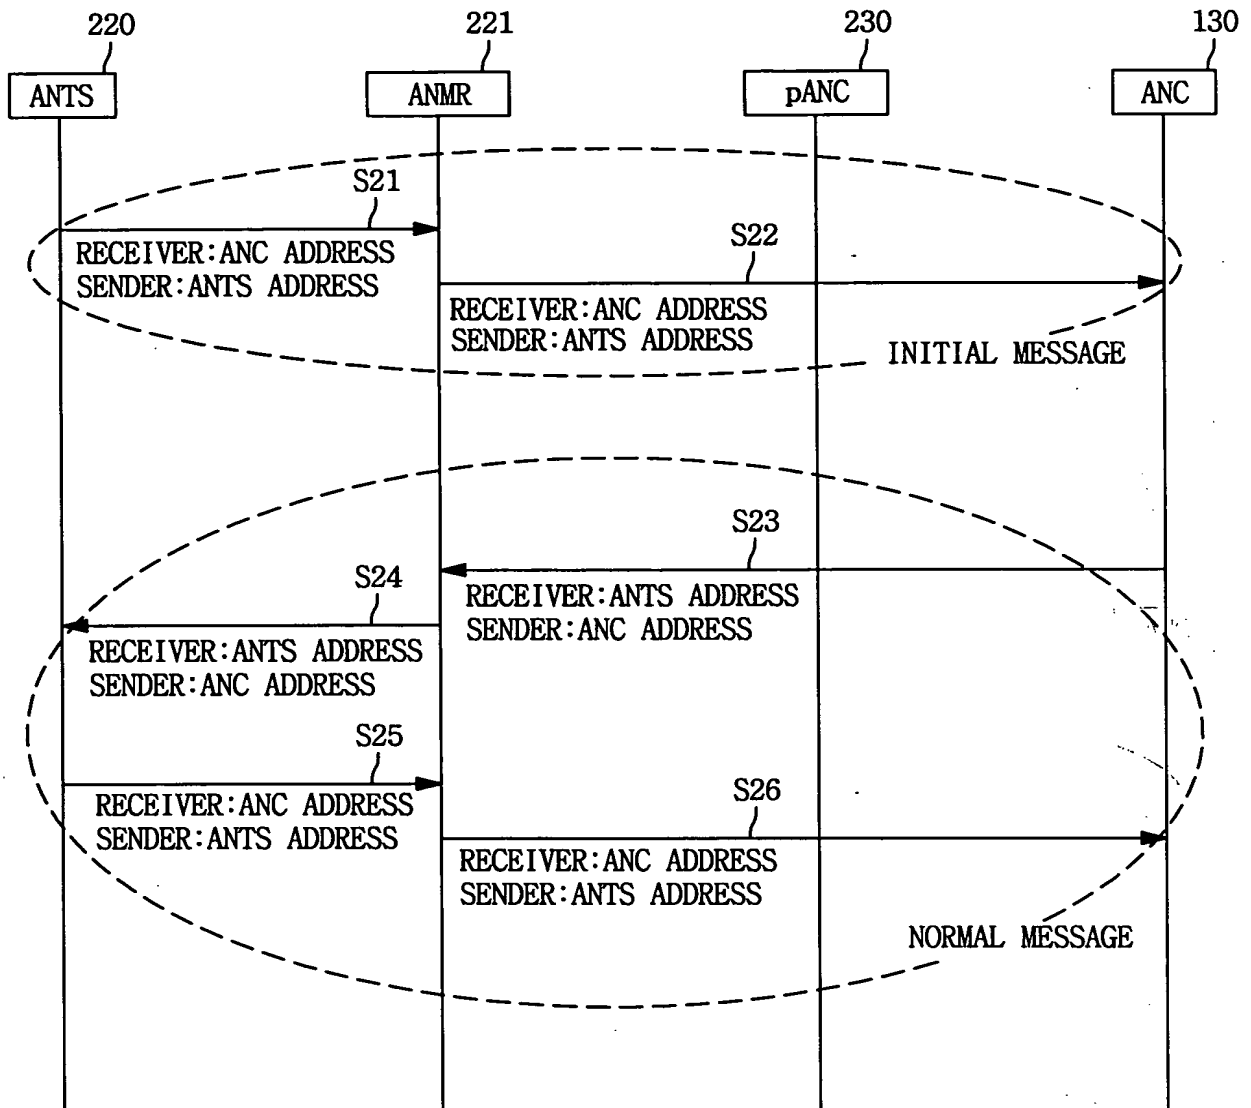 220
221
230
130
ANTS
ANMR
pANC
ANC
S21
RECEIVER:ANC ADDRESS
SENDER:ANTS ADDRESS
S22
RECEIVER:ANC ADDRESS
SENDER:ANTS ADDRESS
INITIAL MESSAGE
S23
RECEIVER:ANTS ADDRESS
SENDER:ANC ADDRESS
S24
RECEIVER:ANTS ADDRESS
SENDER:ANC ADDRESS
S25
RECEIVER:ANC ADDRESS
SENDER:ANTS ADDRESS
S26
RECEIVER:ANC ADDRESS
SENDER:ANTS ADDRESS
NORMAL MESSAGE